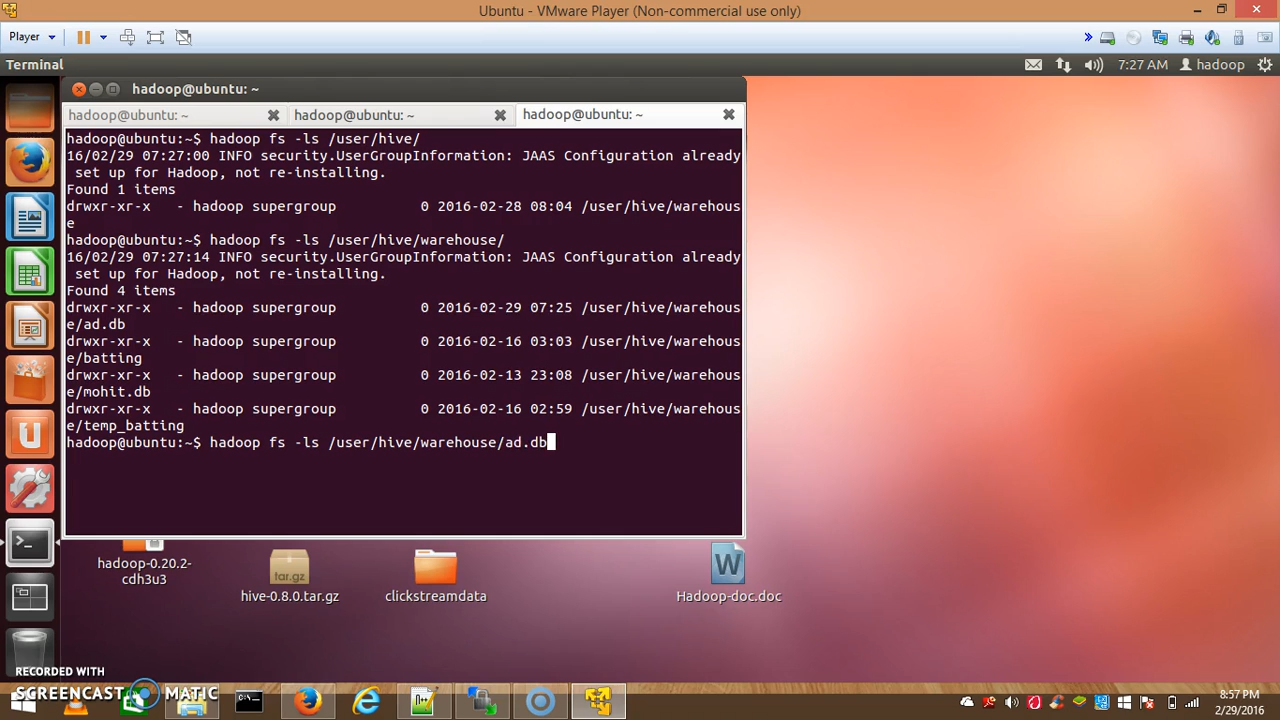 Ubuntu - VMware Player (Non-commercial use only)
Player
Terminal
7:27 AM
hadoop
hadoop@ubuntu: ~
hadoop@ubuntu: ~
hadoop@ubuntu: ~
hadoop@ubuntu: ~
hadoop@ubuntu:~$ hadoop fs -ls /user/hive/
16/02/29 07:27:00 INFO security.UserGroupInformation: JAAS Configuration already
set up for Hadoop, not re-installing.
Found 1 items
drwxr-xr-x   - hadoop supergroup          0 2016-02-28 08:04 /user/hive/warehous
e
hadoop@ubuntu:~$ hadoop fs -ls /user/hive/warehouse/
16/02/29 07:27:14 INFO security.UserGroupInformation: JAAS Configuration already
set up for Hadoop, not re-installing.
Found 4 items
drwxr-xr-x   - hadoop supergroup          0 2016-02-29 07:25 /user/hive/warehous
e/ad.db
drwxr-xr-x   - hadoop supergroup          0 2016-02-16 03:03 /user/hive/warehous
e/batting
drwxr-xr-x   - hadoop supergroup          0 2016-02-13 23:08 /user/hive/warehous
e/mohit.db
drwxr-xr-x   - hadoop supergroup          0 2016-02-16 02:59 /user/hive/warehous
e/temp_batting
hadoop@ubuntu:~$ hadoop fs -ls /user/hive/warehouse/ad.db
hadoop-0.20.2-
cdh3u3
tar.gz
hive-0.8.0.tar.gz
clickstreamdata
W
Hadoop-doc.doc
RECORDED WITH
SCREENCAST MATIC
8:57 PM
2/29/2016